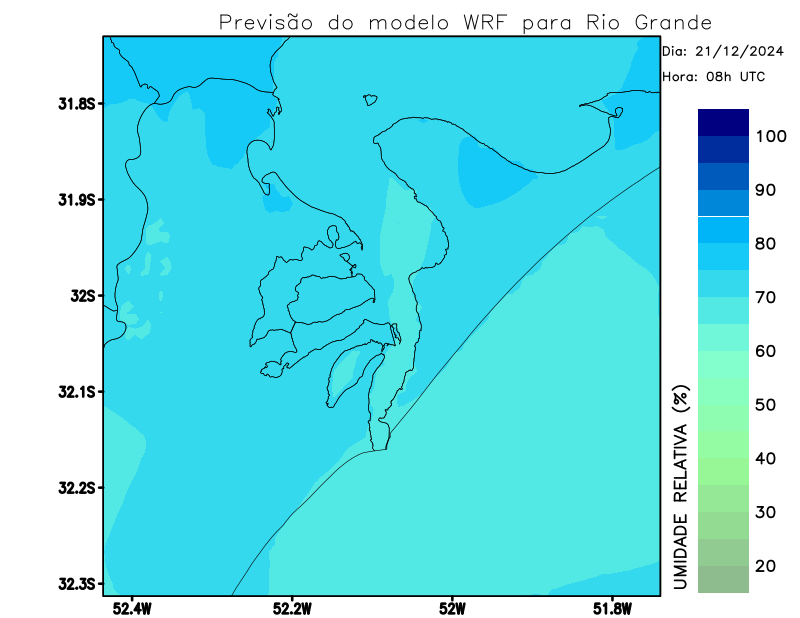 Previsão do modelo WRF para Rio Grande
Dia: 21/12/2024
Hora: 08h UTC
31.8S
31.9S
32S
32.1S
32.2S
32.3S
52.4W
52.2W
52W
51.8W
100
90
80
70
60
50
40
30
20
UMIDADE RELATIVA (%)